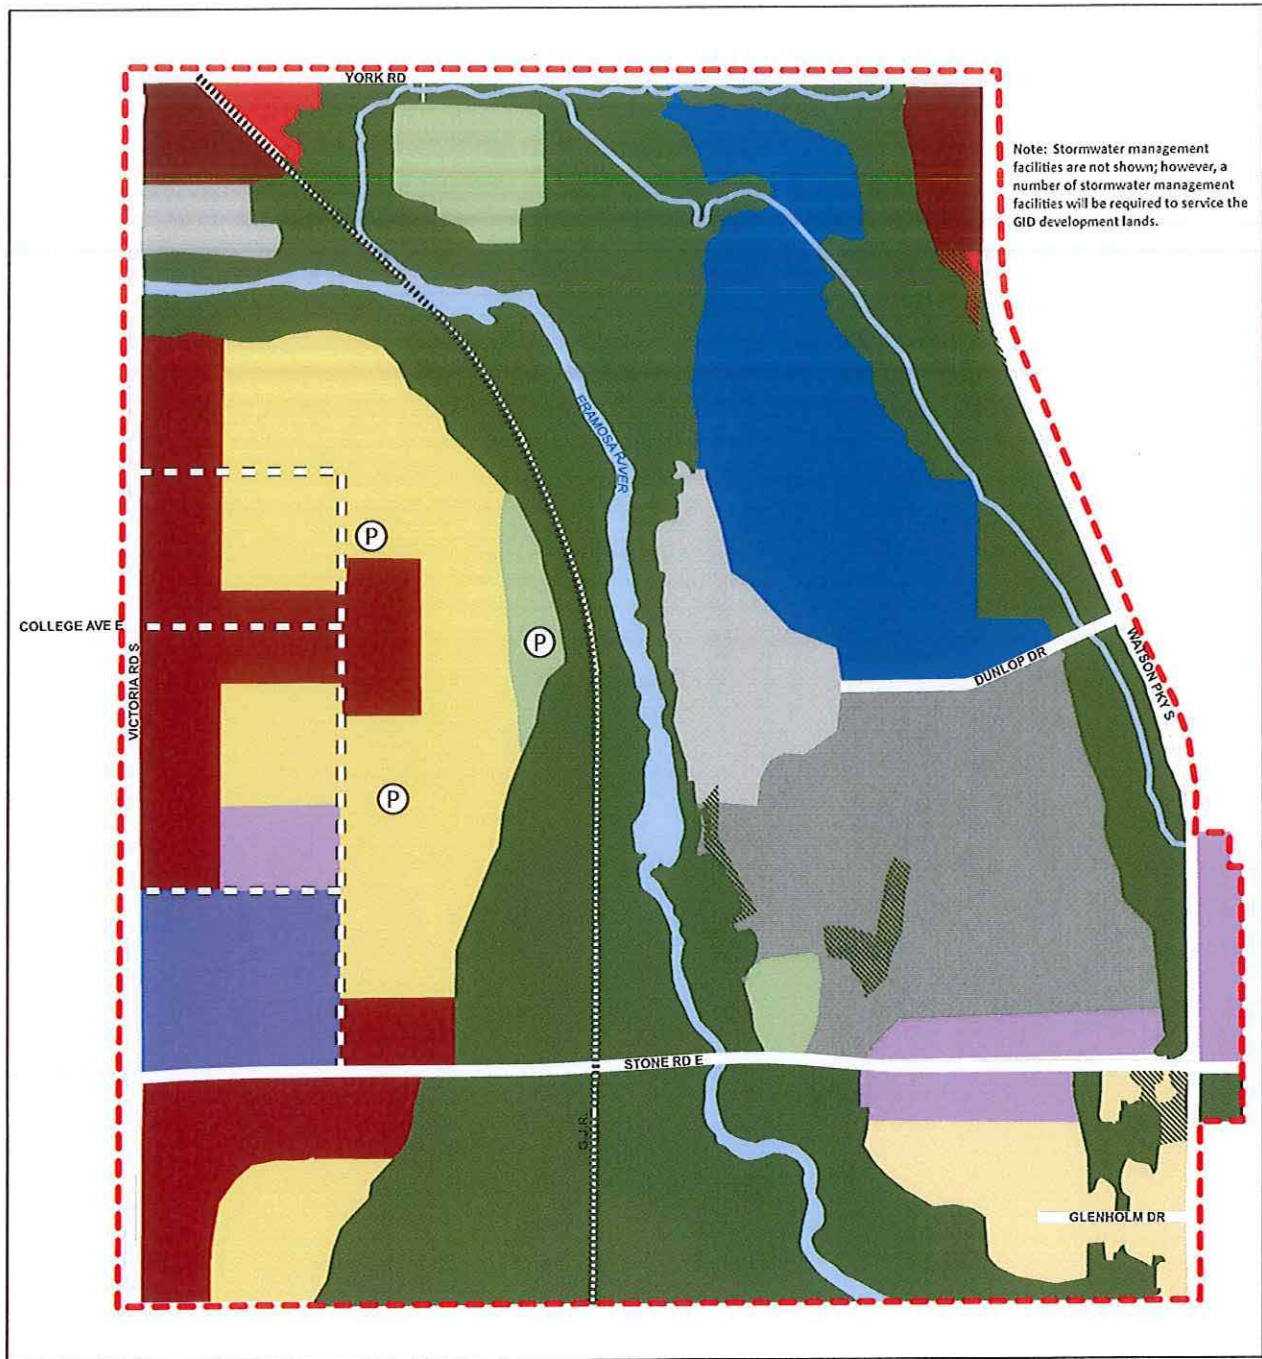 YORK RD
Note: Stormwater management
facilities are not shown; however, a
number of stormwater management
facilities will be required to service the
GID development lands.
ERAMOSA RIVER
P
COLLEGE AVE E
VICTORIA RD S
P
DUNLOP DR
WATSON PKY S
P
STONE RD E
G.J.R.
GLENHOLM DR